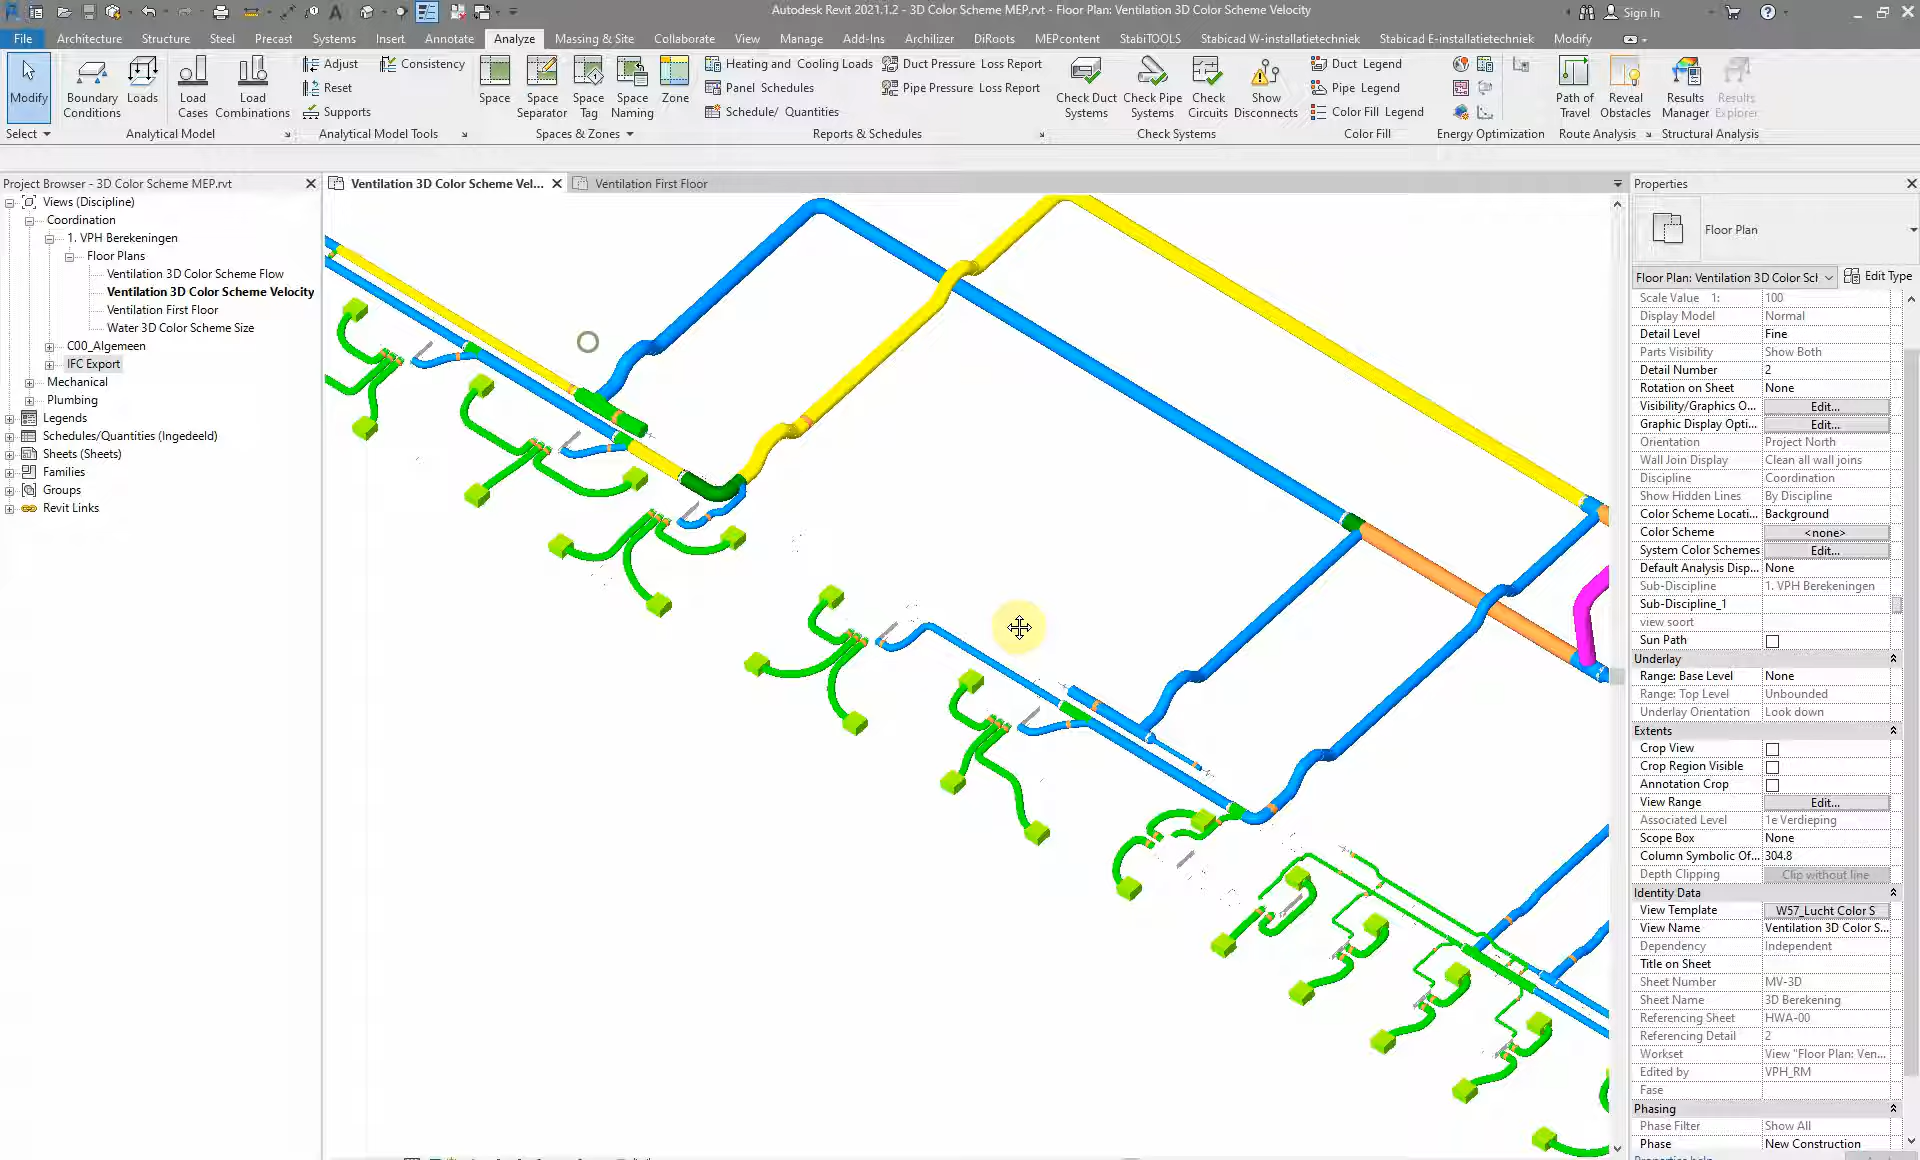 Autodesk Revit 2021.1.2 - 3D Color Scheme MEP.rvt - Floor Plan: Ventilation 3D Color Scheme Velocity
Sign In
File Architecture Structure Steel Precast Systems Insert Annotate Analyze Massing & Site Collaborate View Manage Add-Ins Archilizer DiRoots MEPcontent StabiTOOLS Stabicad W-installatietechniek Stabicad E-installatietechniek Modify
Modify
Boundary Conditions
Loads
Load Cases
Load Combinations
Adjust
Reset
Supports
Consistency
Space
Space Separator
Space Tag
Space Naming
Zone
Heating and Cooling Loads
Panel Schedules
Schedule/ Quantities
Duct Pressure Loss Report
Pipe Pressure Loss Report
Check Duct Systems
Check Pipe Systems
Check Circuits
Show Disconnects
Duct Legend
Pipe Legend
Color Fill Legend
Path of Travel
Reveal Obstacles
Results Manager
Results Explorer
Select Analytical Model Analytical Model Tools Spaces & Zones Reports & Schedules Check Systems Color Fill Energy Optimization Route Analysis Structural Analysis
Project Browser - 3D Color Scheme MEP.rvt
Views (Discipline)
Coordination
1. VPH Berekeningen
Floor Plans
Ventilation 3D Color Scheme Flow
Ventilation 3D Color Scheme Velocity
Ventilation First Floor
Water 3D Color Scheme Size
C00_Algemeen
IFC Export
Mechanical
Plumbing
Legends
Schedules/Quantities (Ingedeeld)
Sheets (Sheets)
Families
Groups
Revit Links
Ventilation 3D Color Scheme Vel...
Ventilation First Floor
Properties
Floor Plan
Floor Plan: Ventilation 3D Color Scl Edit Type
Scale Value 1: 100
Display Model Normal
Detail Level Fine
Parts Visibility Show Both
Detail Number 2
Rotation on Sheet None
Visibility/Graphics O... Edit...
Graphic Display Opti... Edit...
Orientation Project North
Wall Join Display Clean all wall joins
Discipline Coordination
Show Hidden Lines By Discipline
Color Scheme Locati... Background
Color Scheme <none>
System Color Schemes Edit...
Default Analysis Disp... None
Sub-Discipline 1. VPH Berekeningen
Sub-Discipline_1
view soort
Sun Path
Underlay
Range: Base Level None
Range: Top Level Unbounded
Underlay Orientation Look down
Extents
Crop View
Crop Region Visible
Annotation Crop
View Range Edit...
Associated Level 1e Verdieping
Scope Box None
Column Symbolic Of... 304.8
Depth Clipping Clip without line
Identity Data
View Template W57_Lucht Color S
View Name Ventilation 3D Color S...
Dependency Independent
Title on Sheet
Sheet Number MV-3D
Sheet Name 3D Berekening
Referencing Sheet HWA-00
Referencing Detail 2
Workset View "Floor Plan: Ven...
Edited by VPH_RM
Fase
Phasing
Phase Filter Show All
Phase New Construction